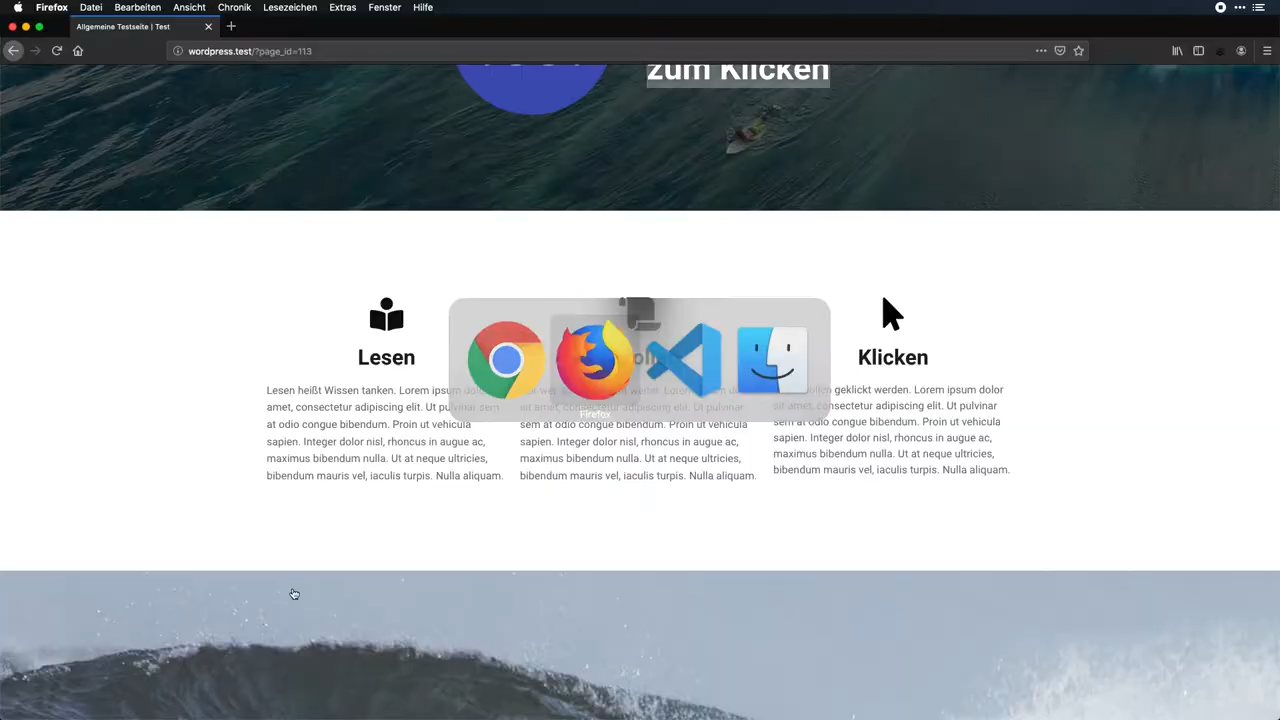 Firefox Datei Bearbeiten Ansicht Chronik Lesezeichen Extras Fenster Hilfe
Allgemeine Testseite | Test
wordpress.test/?page_id=113
zum Klicken
Lesen
Lesen heißt Wissen tanken. Lorem ipsum dolor
amet, consectetur adipiscing elit. Ut pulvinar sem
at odio congue bibendum. Proin ut vehicula
sapien. Integer dolor nisl, rhoncus in augue ac,
maximus bibendum nulla. Ut at neque ultricies,
bibendum mauris vel, iaculis turpis. Nulla aliquam.
sit amet, consectetur adipiscing elit. Ut pulvinar
sem at odio congue bibendum. Proin ut vehicula
sapien. Integer dolor nisl, rhoncus in augue ac,
maximus bibendum nulla. Ut at neque ultricies,
bibendum mauris vel, iaculis turpis. Nulla aliquam.
Klicken
geklickt werden. Lorem ipsum dolor
sit amet, consectetur adipiscing elit. Ut pulvinar
sem at odio congue bibendum. Proin ut vehicula
sapien. Integer dolor nisl, rhoncus in augue ac,
maximus bibendum nulla. Ut at neque ultricies,
bibendum mauris vel, iaculis turpis. Nulla aliquam.
Firefox